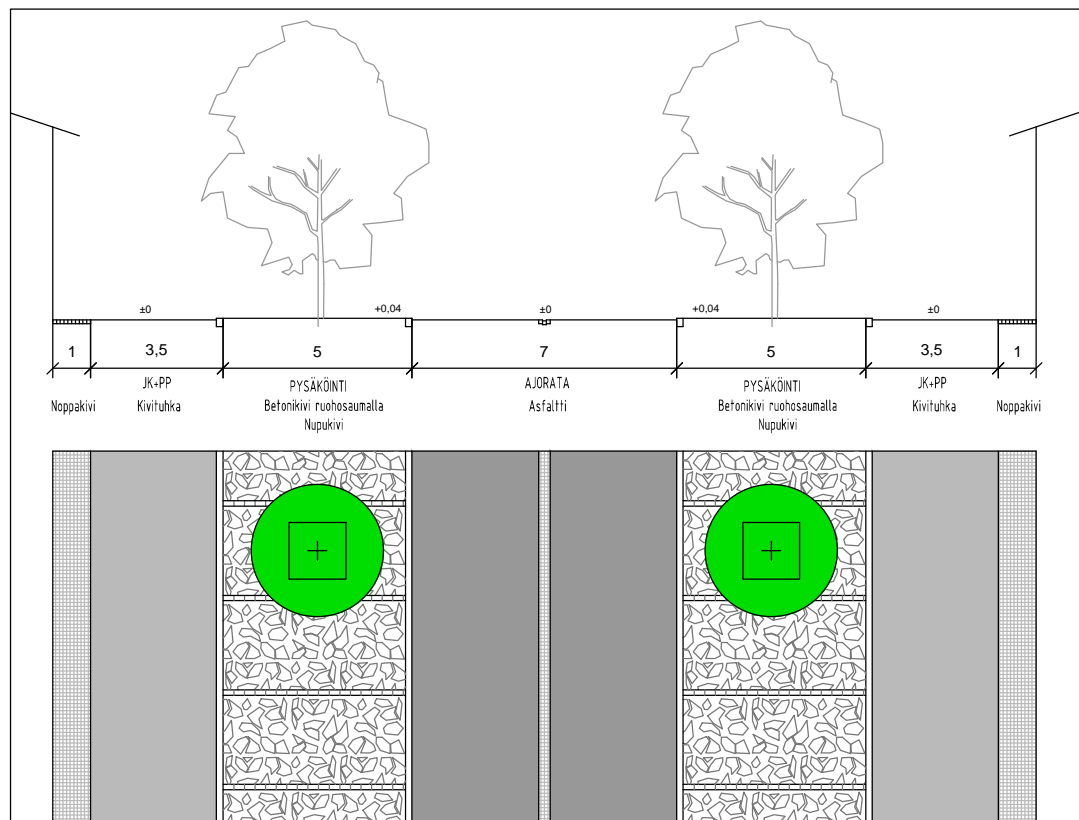 ±0
+0,04
±0
+0,04
±0
1
3,5
5
7
5
3,5
1
JK+PP
PYSÄKÖINTI
AJORATA
PYSÄKÖINTI
JK+PP
Noppakivi
Kivituhka
Betonikivi ruohosaumalla
Asfaltti
Betonikivi ruohosaumalla
Kivituhka
Noppakivi
Nupukivi
Nupukivi